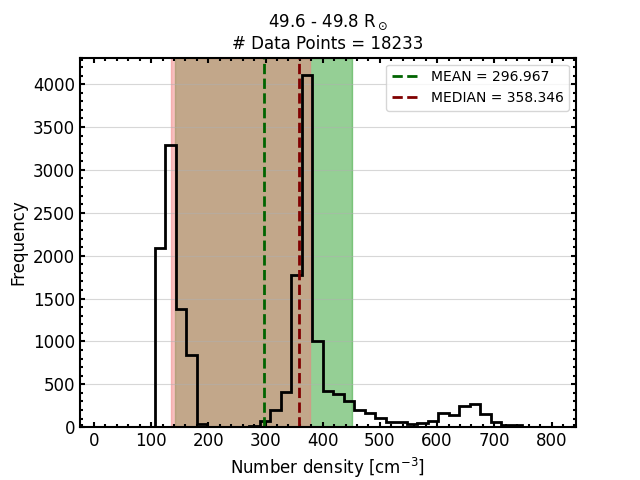 49.6 - 49.8 R⊙
# Data Points = 18233
MEAN = 296.967
MEDIAN = 358.346
Frequency
4000
3500
3000
2500
2000
1500
1000
500
0
0 100 200 300 400 500 600 700 800
Number density [cm⁻³]